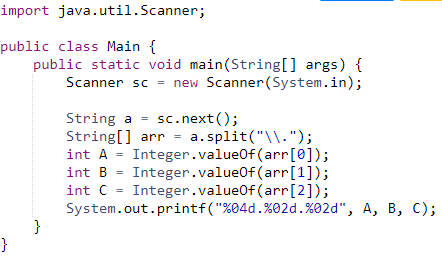 import java.util.Scanner;
public class Main {
public static void main(String[] args) {
Scanner sc = new Scanner(System.in);
String a = sc.next();
String[] arr = a.split("\\.");
int A = Integer.valueOf(arr[0]);
int B = Integer.valueOf(arr[1]);
int C = Integer.valueOf(arr[2]);
System.out.printf("%04d.%02d.%02d", A, B, C);
}
}